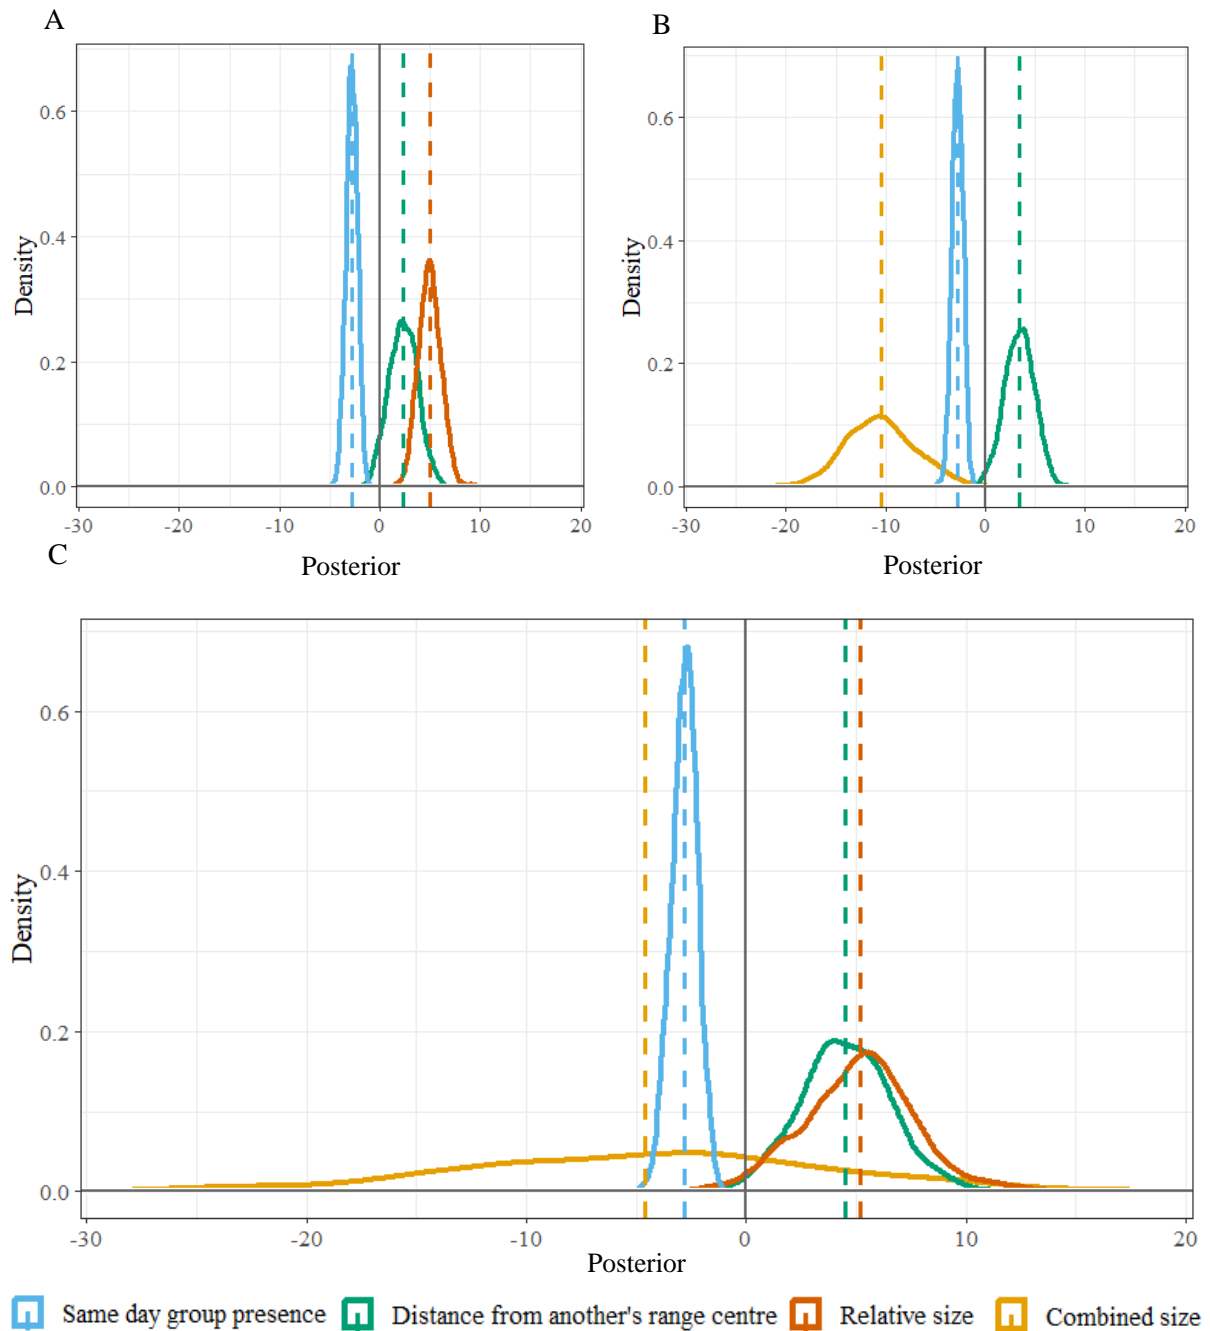 A
B
Density
0.6
0.4
0.2
0.0
-30 -20 -10 0 10 20
Posterior
Density
0.6
0.4
0.2
0.0
-30 -20 -10 0 10 20
Posterior
C
Density
0.6
0.4
0.2
0.0
-30 -20 -10 0 10 20
Posterior
Same day group presence Distance from another's range centre Relative size Combined size